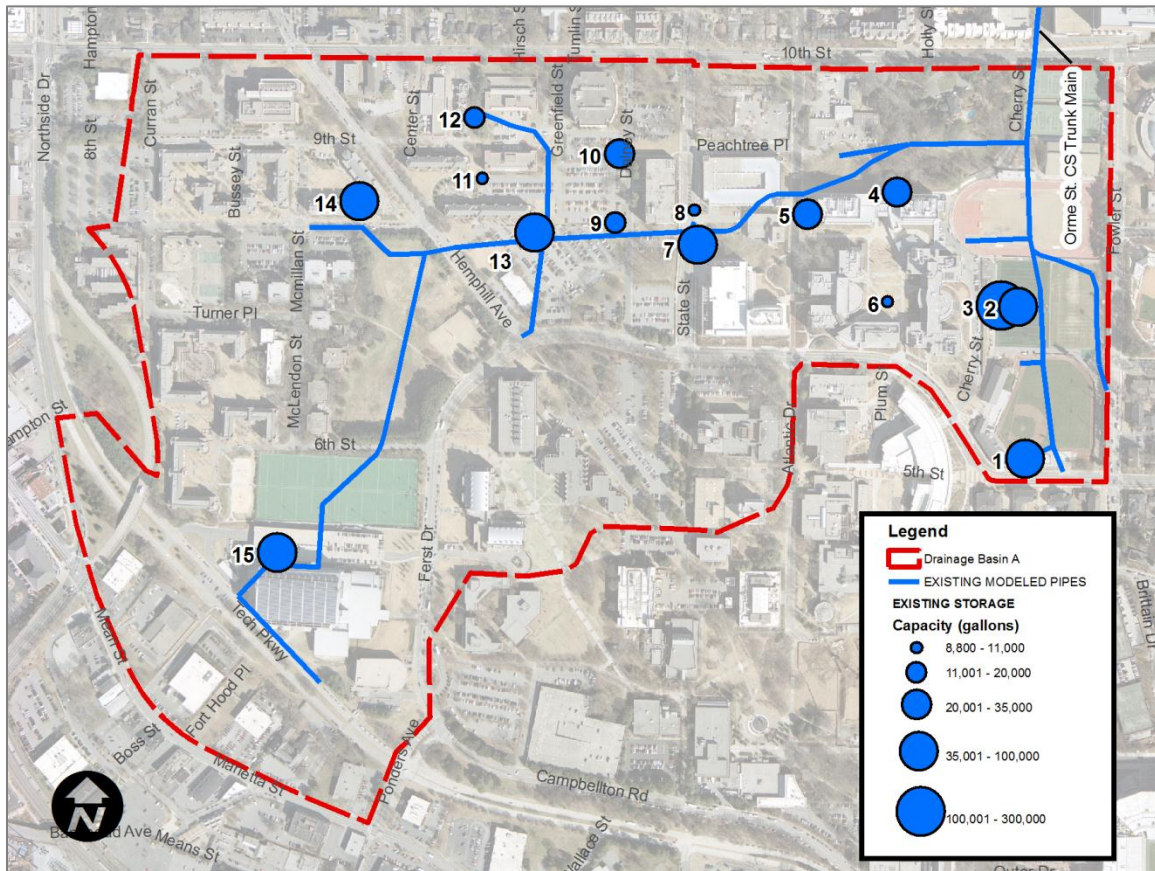 Hampton St
Hirsch St
Tumlin St
Holly St
10th St
Northside Dr
8th St
Curran St
9th St
Center St
Greenfield St
Dalney St
Peachtree Pl
Cherry St
Orme St. CS Trunk Main
Fowler St
12
11
10
Bussey St
14
9
8
7
5
4
13
Mcmillan St
Hemphill Ave
State St
6
3
2
Turner Pl
McLendon St
Cherry St
Plum S
Atlantic Dr
6th St
5th St
1
15
Ferst Dr
Tech Pkwy
Mean St
Fort Hood Pl
Boss St
Marietta St
Ponders Ave
Campbellton Rd
Means St
Brittain Dr
N
Legend
Drainage Basin A
EXISTING MODELED PIPES
EXISTING STORAGE
Capacity (gallons)
8,800 - 11,000
11,001 - 20,000
20,001 - 35,000
35,001 - 100,000
100,001 - 300,000